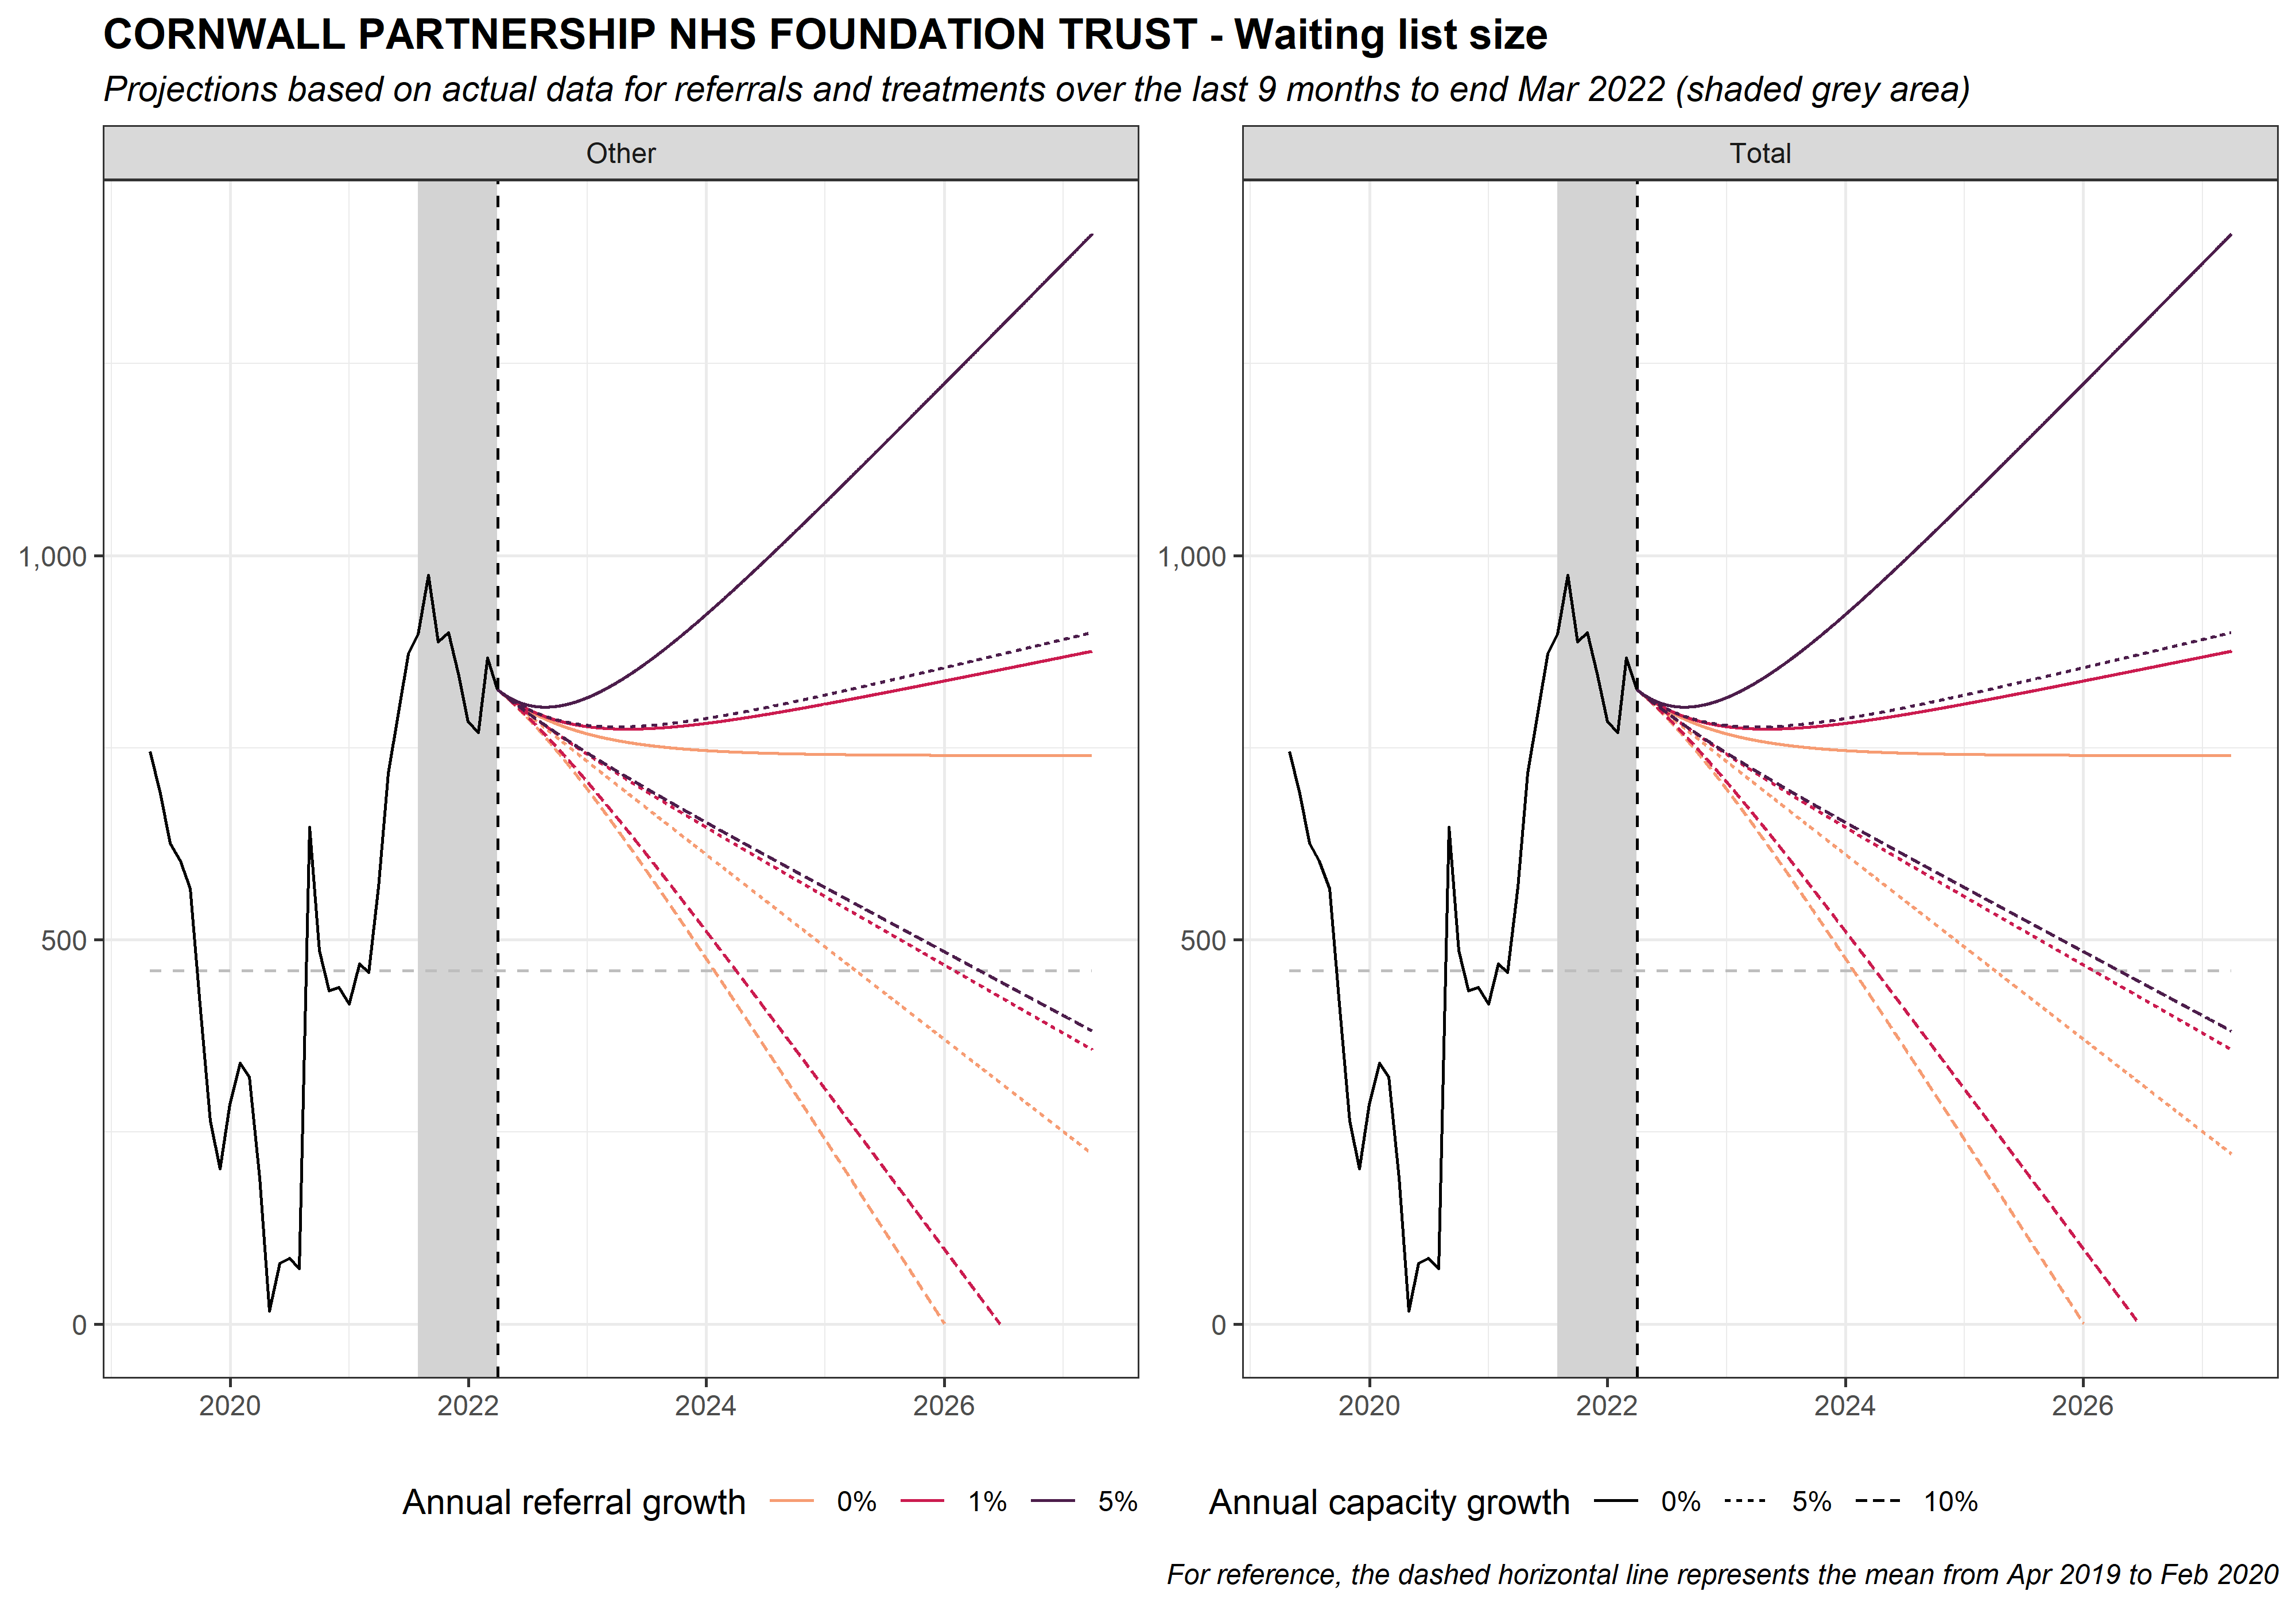 CORNWALL PARTNERSHIP NHS FOUNDATION TRUST - Waiting list size
Projections based on actual data for referrals and treatments over the last 9 months to end Mar 2022 (shaded grey area)
Other
Total
1,000
500
0
1,000
500
0
2020
2022
2024
2026
2020
2022
2024
2026
Annual referral growth 0% 1% 5%
Annual capacity growth 0% 5% 10%
For reference, the dashed horizontal line represents the mean from Apr 2019 to Feb 2020